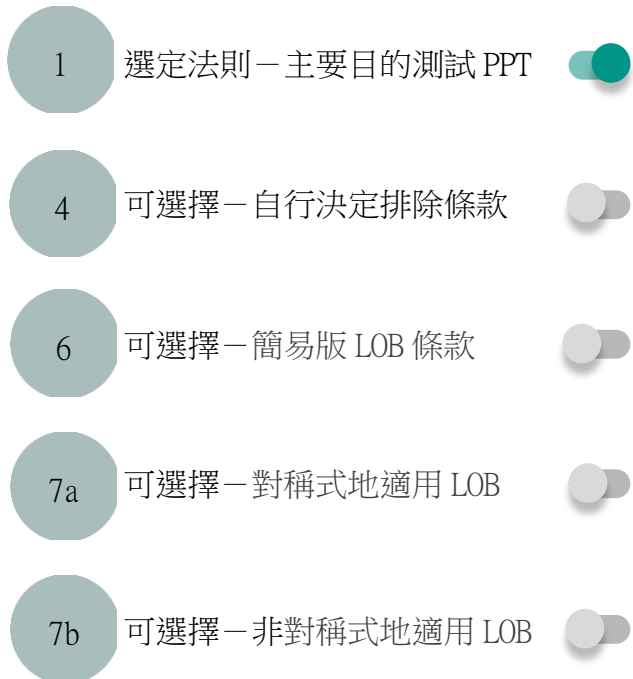 1 選定法則－主要目的測試 PPT
4 可選擇－自行決定排除條款
6 可選擇－簡易版 LOB 條款
7a 可選擇－對稱式地適用 LOB
7b 可選擇－非對稱式地適用 LOB